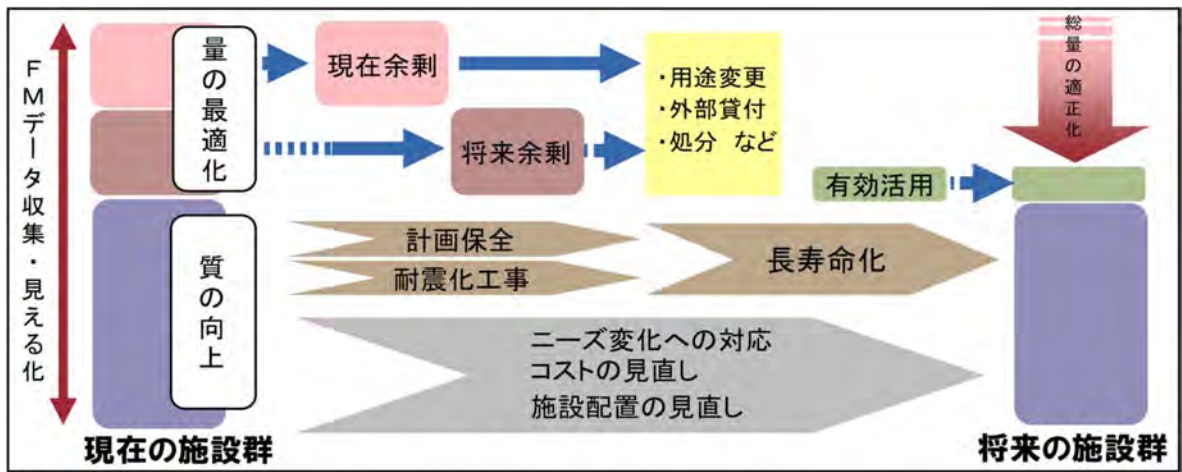 FMデータ収集・見える化
量の最適化
現在余剰
将来余剰
・用途変更
・外部貸付
・処分 など
総量の適正化
有効活用
質の向上
計画保全
耐震化工事
長寿命化
ニーズ変化への対応
コストの見直し
施設配置の見直し
現在の施設群
将来の施設群